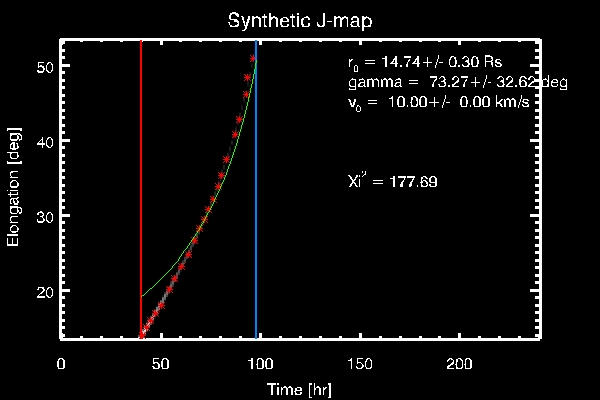 Synthetic J-map
r₀ = 14.74+/- 0.30 Rs
gamma = 73.27+/- 32.62 deg
v₀ = 10.00+/- 0.00 km/s
Xi² = 177.69
Elongation [deg]
50
40
30
20
0 50 100 150 200
Time [hr]